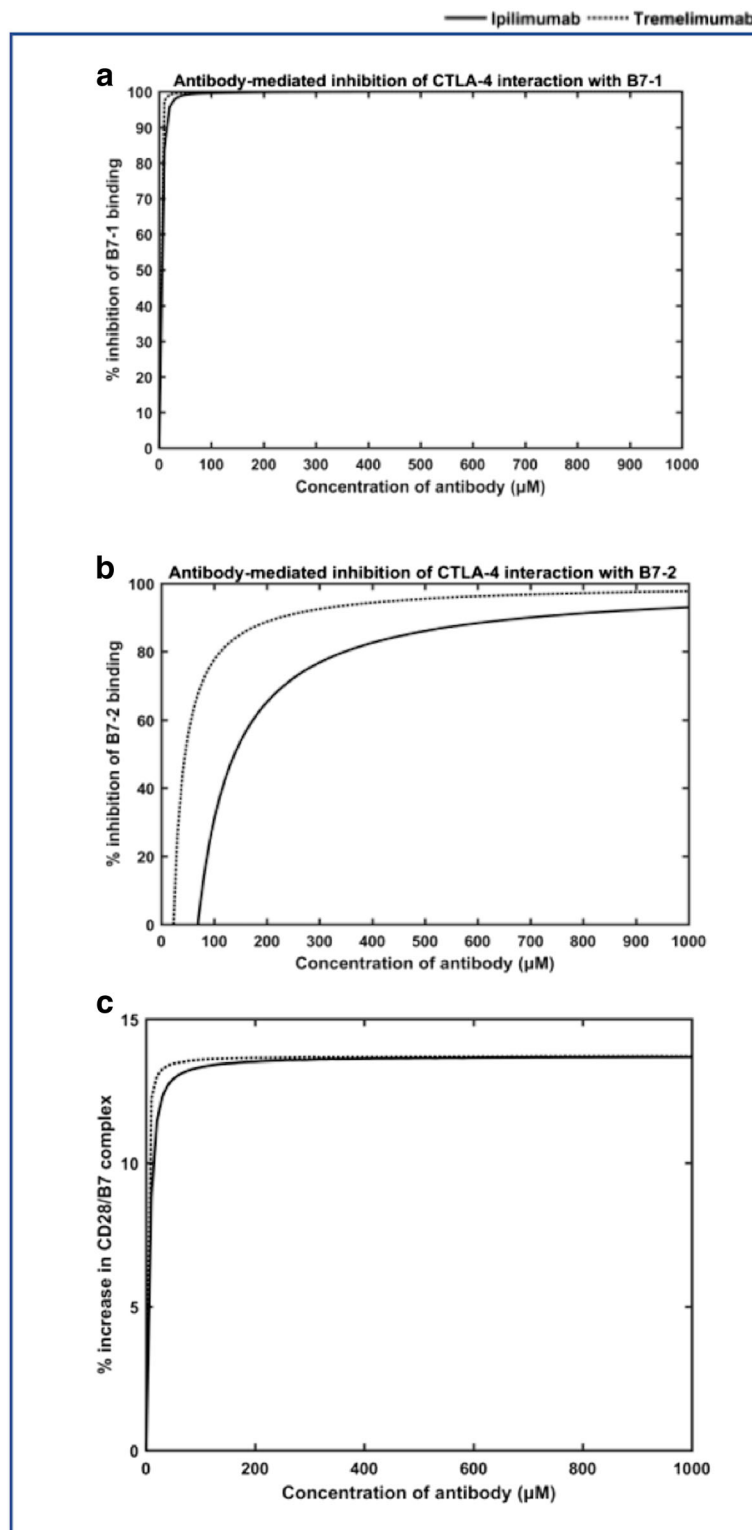 Ipilimumab Tremelimumab
a
Antibody-mediated inhibition of CTLA-4 interaction with B7-1
100
90
80
70
60
50
40
30
20
10
0
% inhibition of B7-1 binding
0 100 200 300 400 500 600 700 800 900 1000
Concentration of antibody (µM)
b
Antibody-mediated inhibition of CTLA-4 interaction with B7-2
100
80
60
40
20
0
% inhibition of B7-2 binding
0 100 200 300 400 500 600 700 800 900 1000
Concentration of antibody (µM)
c
15
10
5
0
% increase in CD28/B7 complex
0 200 400 600 800 1000
Concentration of antibody (µM)